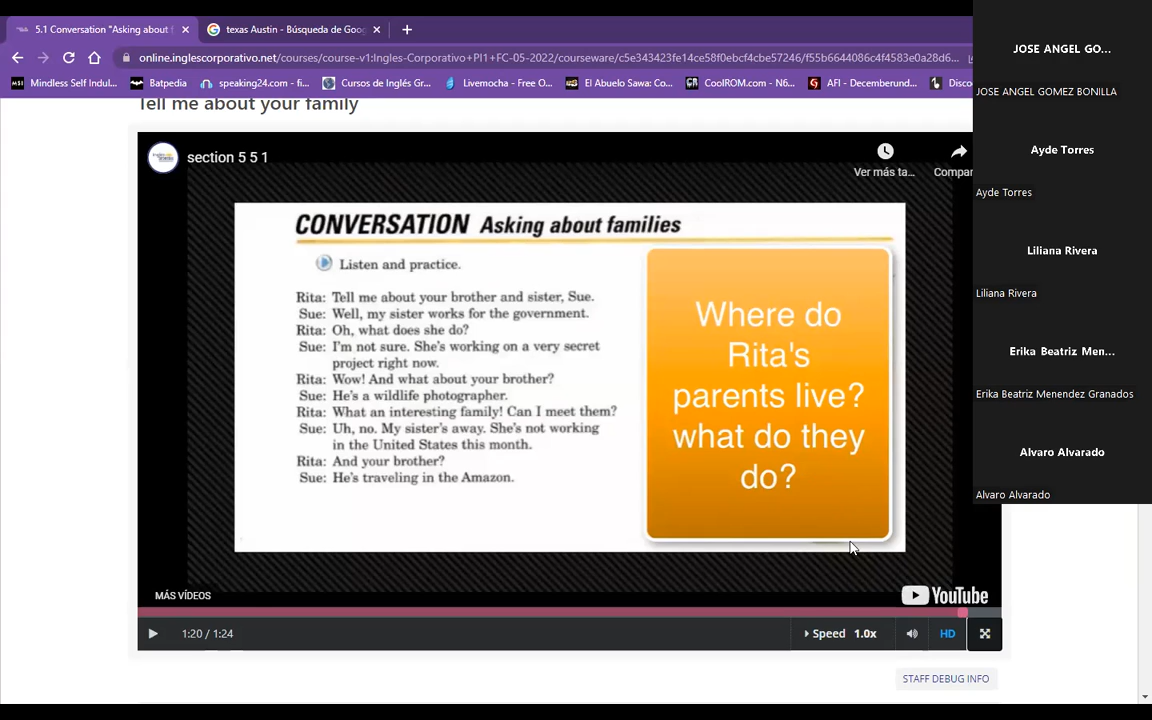 5.1 Conversation "Asking about f
texas Austin - Búsqueda de Goo
online.inglescorporativo.net/courses/course-v1:Ingles-Corporativo+PI1+FC-05-2022/courseware/c5e343423fe14ce58f0ebcf4cbe57246/f55b6644086c4f4583e0a28d6...
Mindless Self Indul...
Batpedia
speaking24.com - fi...
Cursos de Inglés Gr...
Livemocha - Free O...
El Abuelo Sawa: Co...
CoolROM.com - N6...
AFI - Decemberund...
Disco
Tell me about your family
section 5 5 1
Ver más ta...
Compar
CONVERSATION Asking about families
Listen and practice.
Rita: Tell me about your brother and sister, Sue.
Sue: Well, my sister works for the government.
Rita: Oh, what does she do?
Sue: I'm not sure. She's working on a very secret
project right now.
Rita: Wow! And what about your brother?
Sue: He's a wildlife photographer.
Rita: What an interesting family! Can I meet them?
Sue: Uh, no. My sister's away. She's not working
in the United States this month.
Rita: And your brother?
Sue: He's traveling in the Amazon.
Where do
Rita's
parents live?
what do they
do?
MÁS VÍDEOS
YouTube
1:20 / 1:24
Speed 1.0x
HD
STAFF DEBUG INFO
JOSE ANGEL GO...
JOSE ANGEL GOMEZ BONILLA
Ayde Torres
Ayde Torres
Liliana Rivera
Liliana Rivera
Erika Beatriz Men...
Erika Beatriz Menendez Granados
Alvaro Alvarado
Alvaro Alvarado